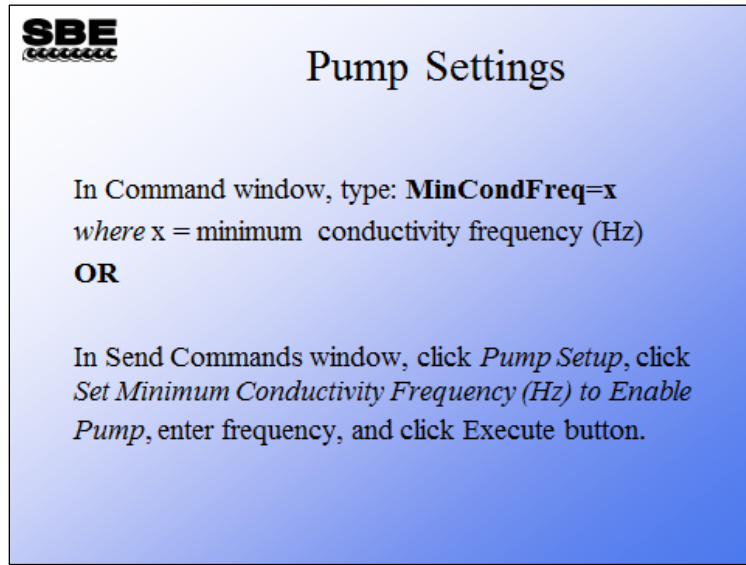 SBE
Pump Settings
In Command window, type: MinCondFreq=x
where x = minimum conductivity frequency (Hz)
OR
In Send Commands window, click Pump Setup, click
Set Minimum Conductivity Frequency (Hz) to Enable
Pump, enter frequency, and click Execute button.